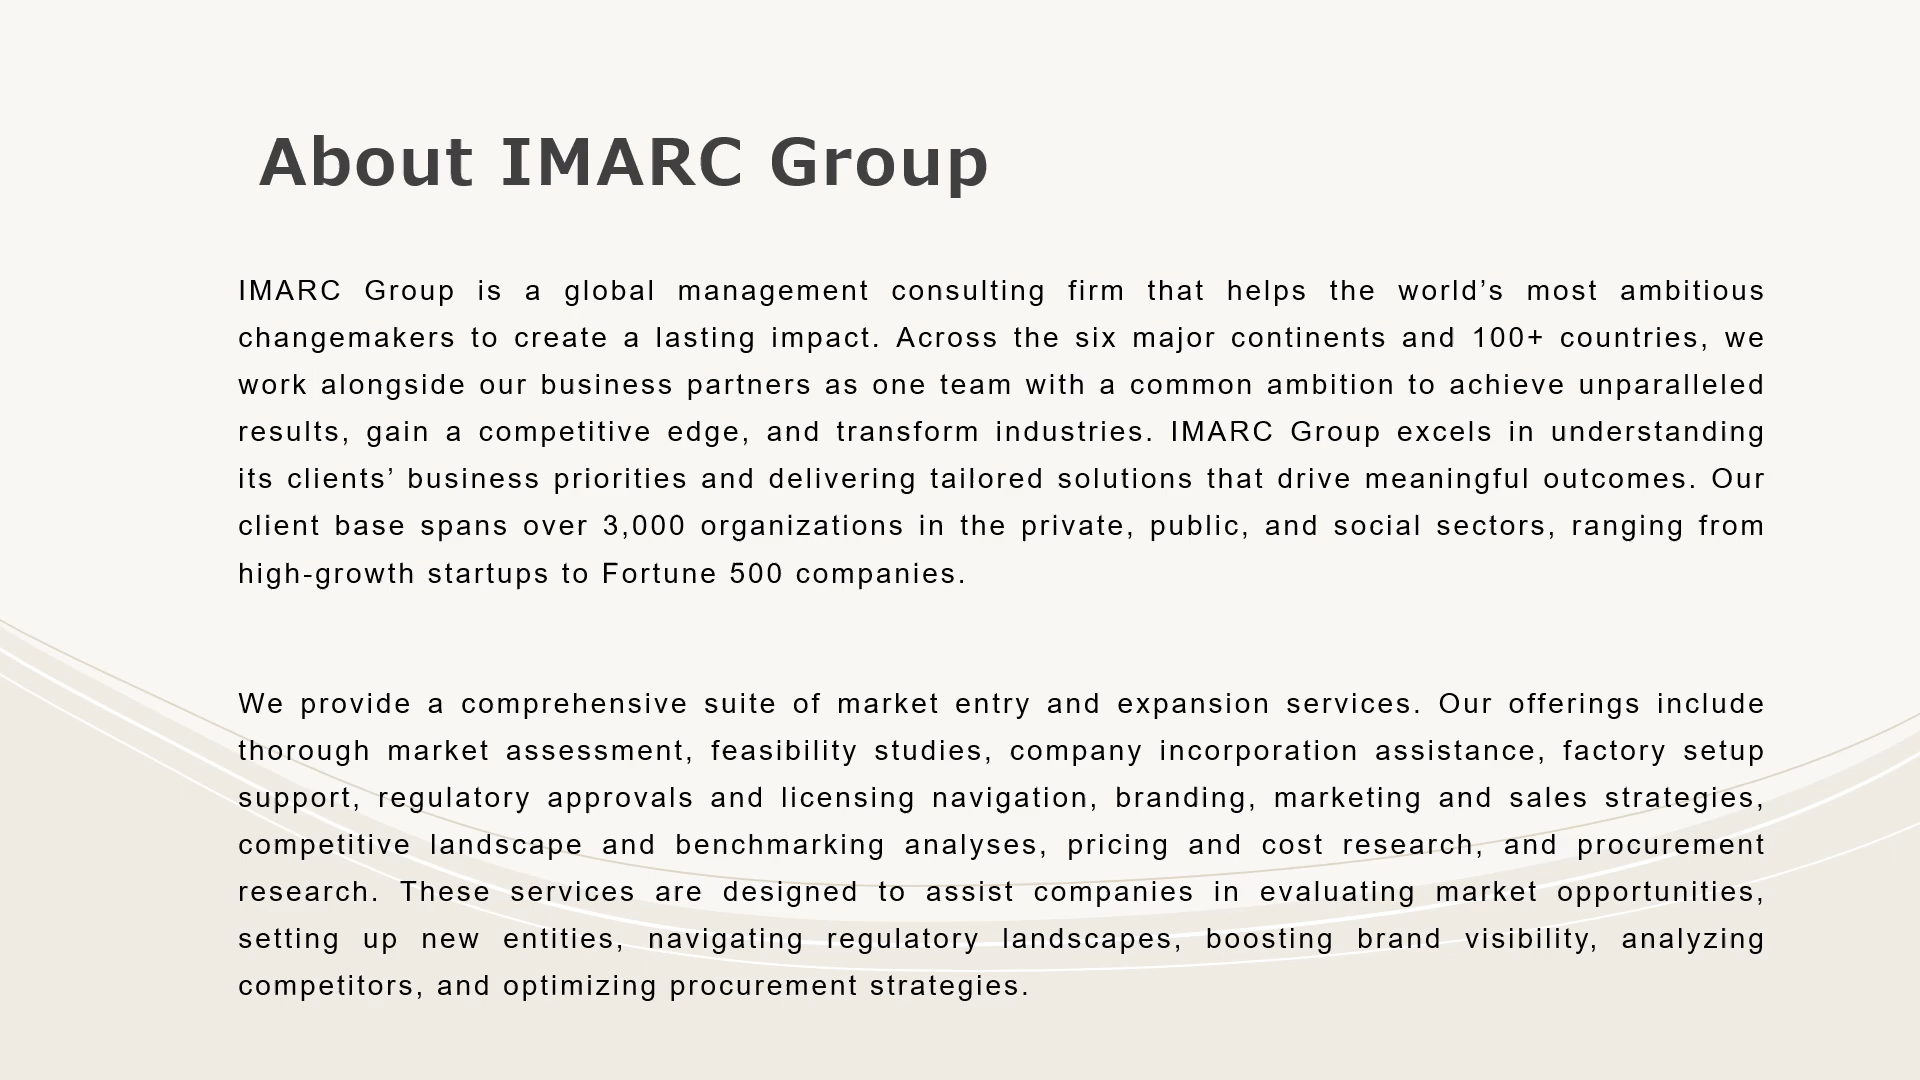 About IMARC Group
IMARC Group is a global management consulting firm that helps the world’s most ambitious
changemakers to create a lasting impact. Across the six major continents and 100+ countries, we
work alongside our business partners as one team with a common ambition to achieve unparalleled
results, gain a competitive edge, and transform industries. IMARC Group excels in understanding
its clients’ business priorities and delivering tailored solutions that drive meaningful outcomes. Our
client base spans over 3,000 organizations in the private, public, and social sectors, ranging from
high-growth startups to Fortune 500 companies.
We provide a comprehensive suite of market entry and expansion services. Our offerings include
thorough market assessment, feasibility studies, company incorporation assistance, factory setup
support, regulatory approvals and licensing navigation, branding, marketing and sales strategies,
competitive landscape and benchmarking analyses, pricing and cost research, and procurement
research. These services are designed to assist companies in evaluating market opportunities,
setting up new entities, navigating regulatory landscapes, boosting brand visibility, analyzing
competitors, and optimizing procurement strategies.